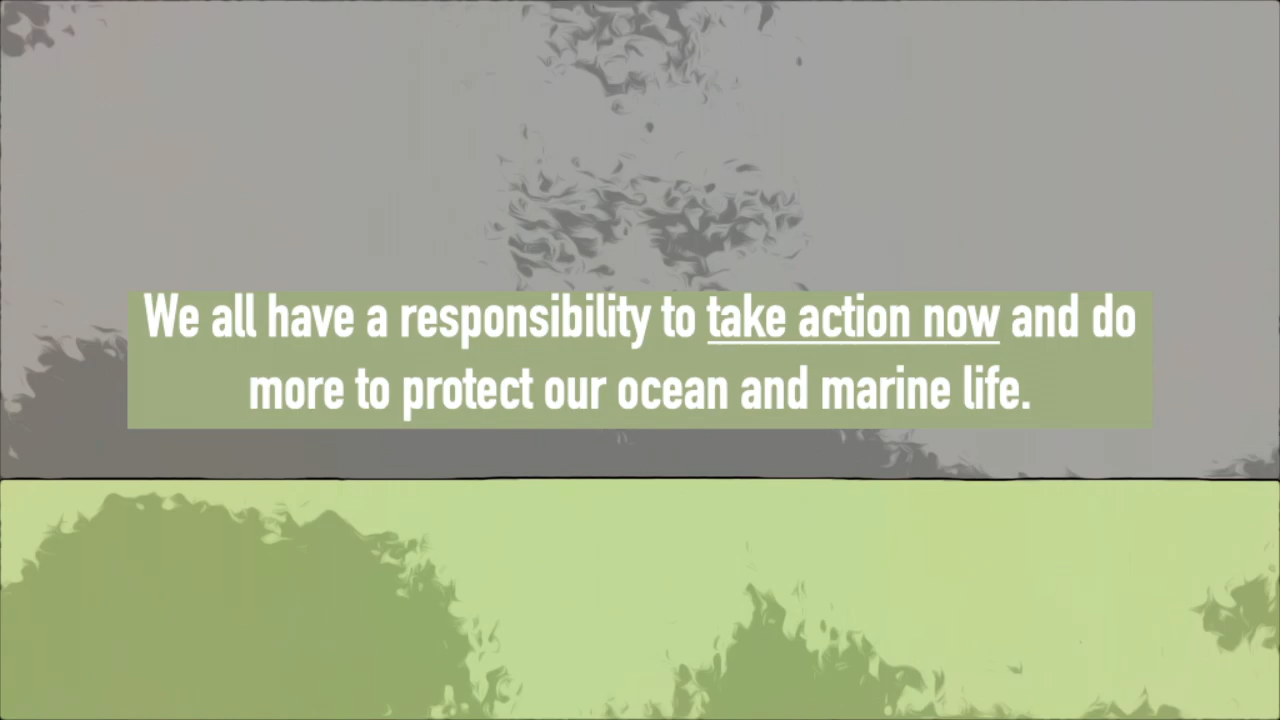 We all have a responsibility to take action now and do
more to protect our ocean and marine life.